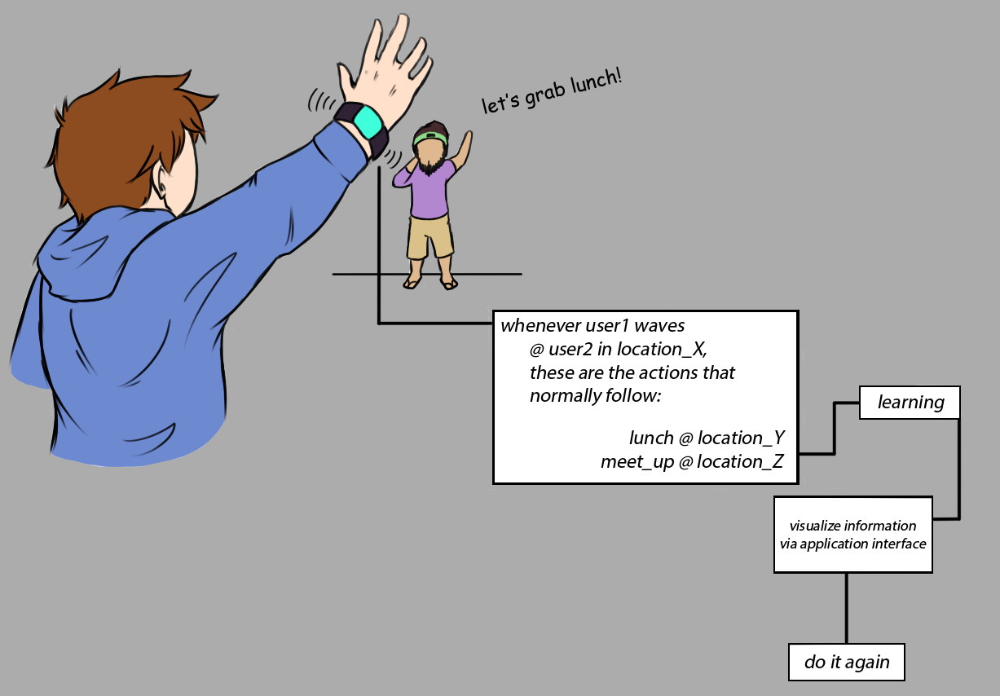 let's grab lunch!
whenever user1 waves
@ user2 in location_X,
these are the actions that
normally follow:
lunch @ location_Y
meet_up @ location_Z
learning
visualize information
via application interface
do it again